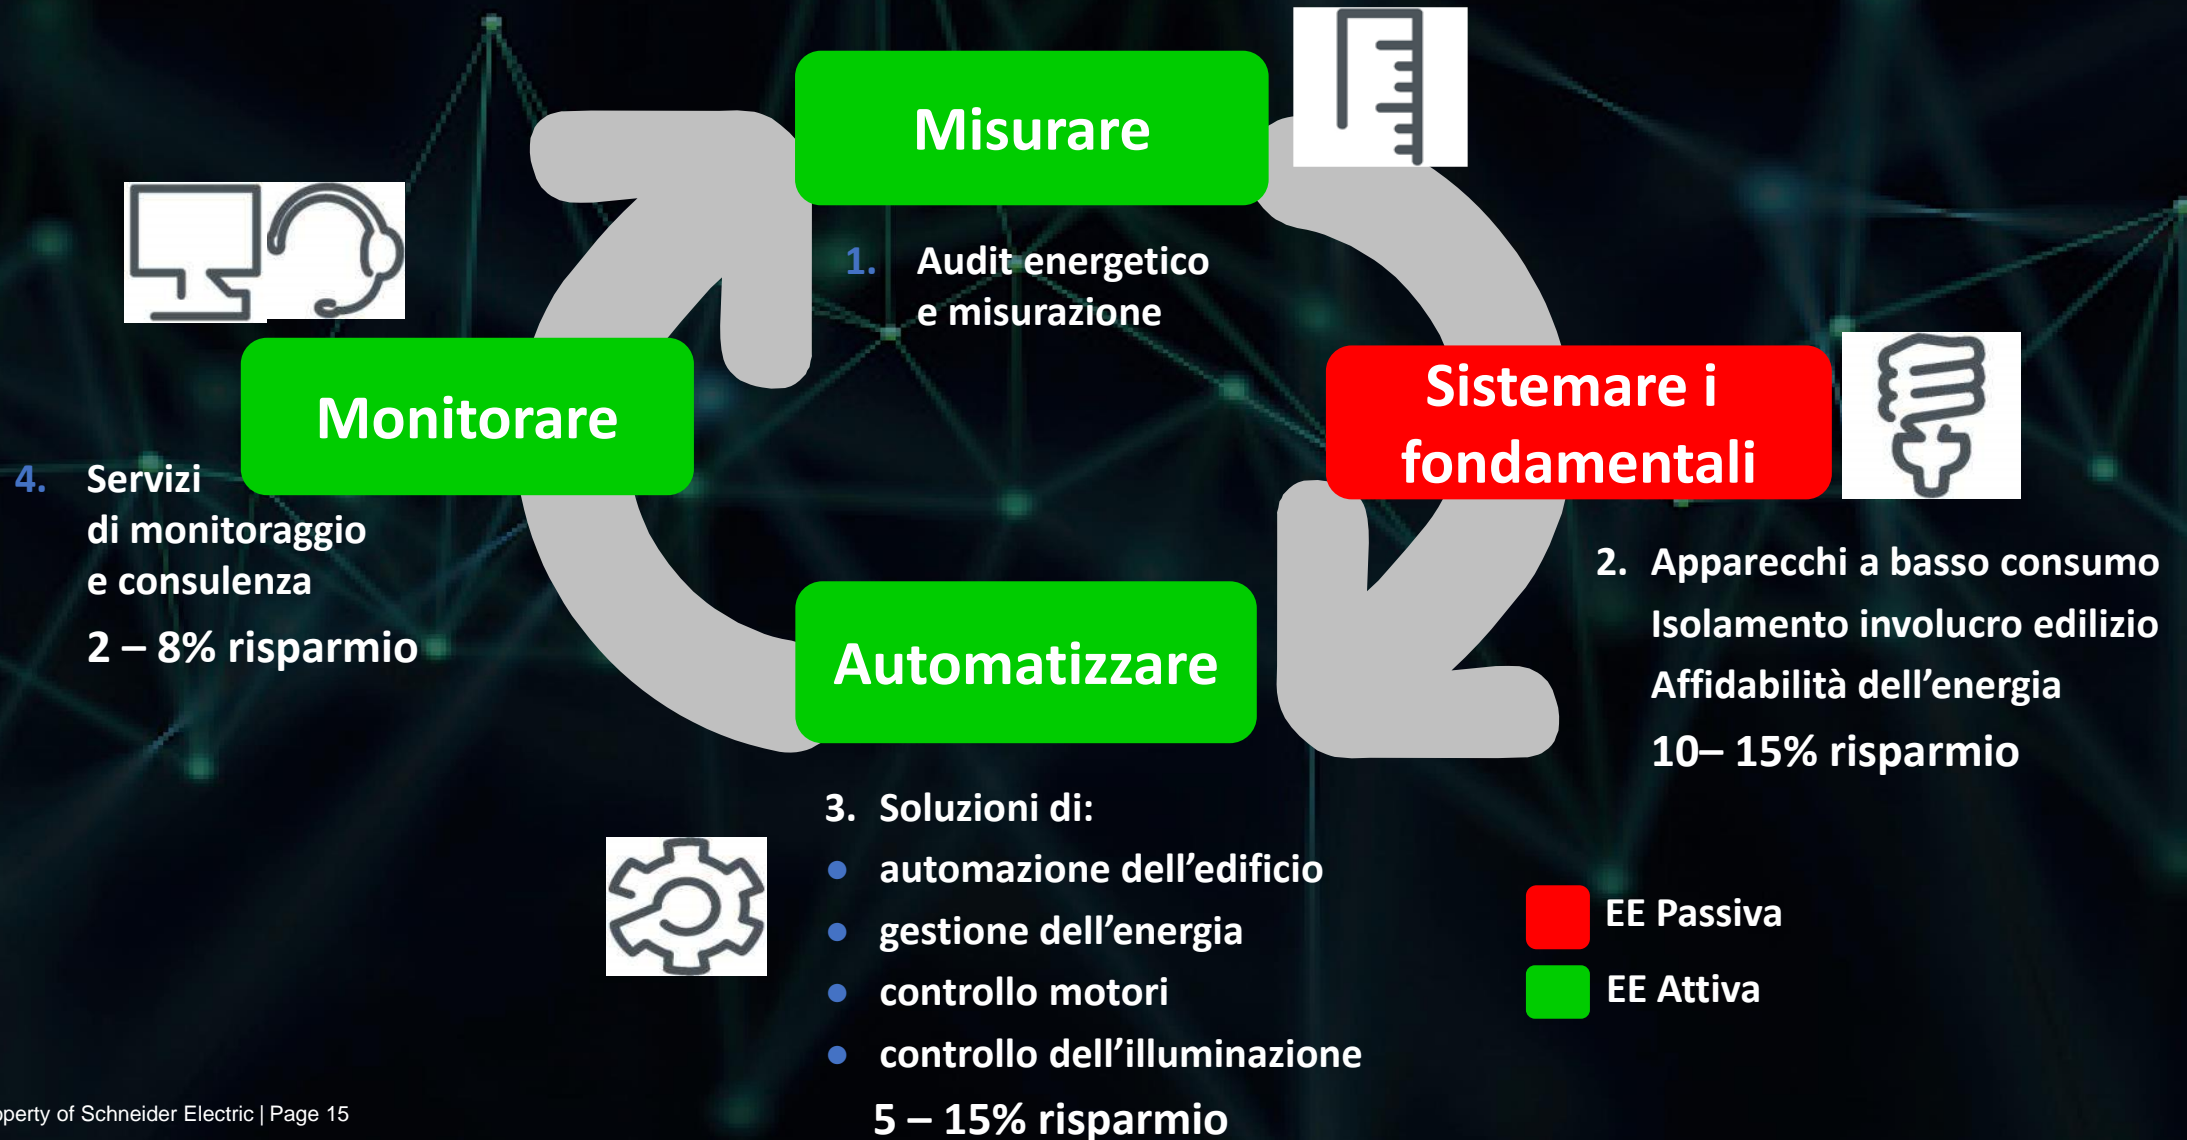 Misurare
1. Audit energetico
e misurazione
Sistemare i
fondamentali
2. Apparecchi a basso consumo
Isolamento involucro edilizio
Affidabilità dell’energia
10– 15% risparmio
Automatizzare
3. Soluzioni di:
● automazione dell’edificio
● gestione dell’energia
● controllo motori
● controllo dell’illuminazione
5 – 15% risparmio
Monitorare
4. Servizi
di monitoraggio
e consulenza
2 – 8% risparmio
EE Passiva
EE Attiva
of Schneider Electric | Page 15